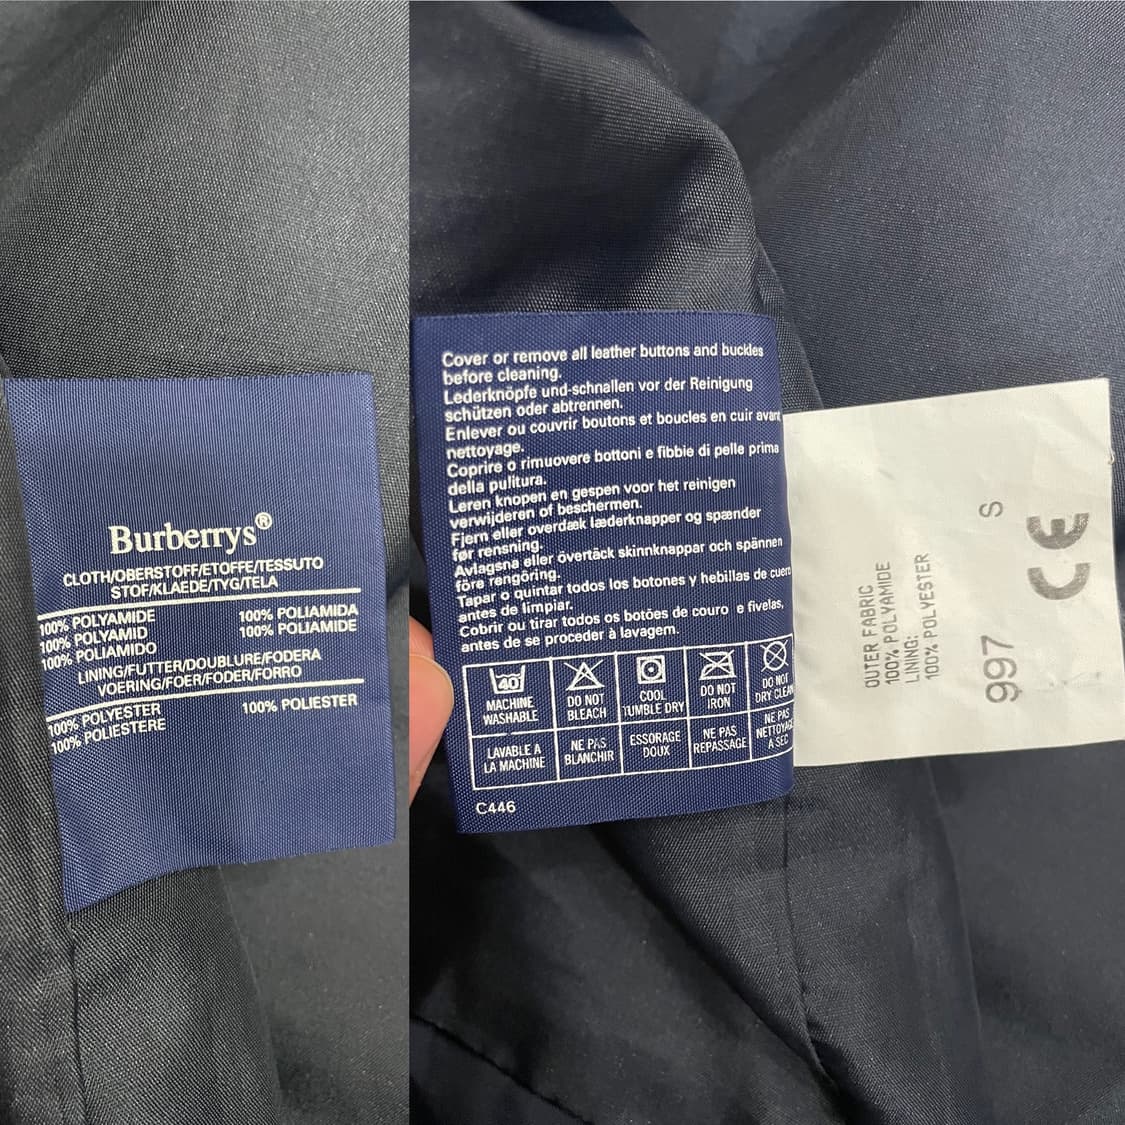 Burberrys®
CLOTH/OBERSTOFF/ETOFFE/TESSUTO
STOF/KLAEDE/TYG/TELA
100% POLYAMIDE 100% POLIAMIDA
100% POLYAMID 100% POLIAMIDE
100% POLIAMIDO
LINING/FUTTER/DOUBLURE/FODERA
VOERING/FOER/FODER/FORRO
100% POLYESTER 100% POLIESTER
100% POLIESTERE
Cover or remove all leather buttons and buckles
before cleaning.
Lederknöpfe und-schnallen vor der Reinigung
schützen oder abtrennen.
Enlever ou couvrir boutons et boucles en cuir avant
nettoyage.
Coprire o rimuovere bottoni e fibbie di pelle prima
della pulitura.
Leren knopen en gespen voor het reinigen
verwijderen of beschermen.
Fjern eller overdæk læderknapper og spænder
før rensning.
Avlagsna eller övertäck skinnknappar och spännen
före rengöring.
Tapar o quintar todos los botones y hebillas de cuero
antes de limpiar.
Cobrir ou tirar todos os botões de couro e fivelas,
antes de se proceder à lavagem.
40
MACHINE WASHABLE
DO NOT BLEACH
COOL TUMBLE DRY
DO NOT IRON
DO NOT DRY CLEAN
LAVABLE A LA MACHINE
NE PAS BLANCHIR
ESSORAGE DOUX
NE PAS REPASSAGE
NE PAS NETTOYAGE A SEC
C446
OUTER FABRIC
100% POLYAMIDE
LINING:
100% POLYESTER
997 S
CE